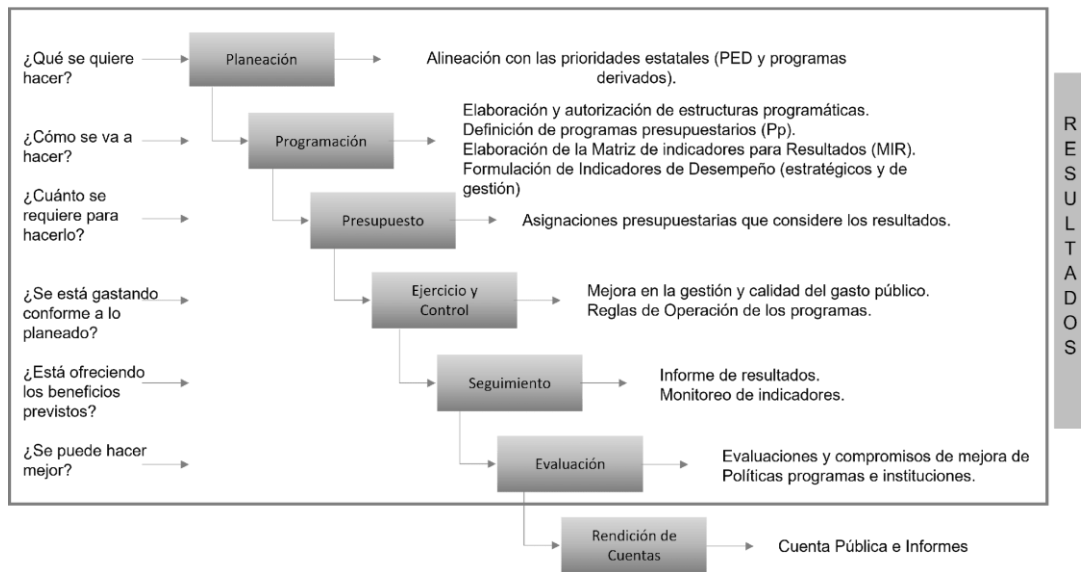 ¿Qué se quiere
hacer?
Planeación
Alineación con las prioridades estatales (PED y programas
derivados).
¿Cómo se va a
hacer?
Programación
Elaboración y autorización de estructuras programáticas.
Definición de programas presupuestarios (Pp).
Elaboración de la Matriz de indicadores para Resultados (MIR).
Formulación de Indicadores de Desempeño (estratégicos y de
gestión)
¿Cuánto se
requiere para
hacerlo?
Presupuesto
Asignaciones presupuestarias que considere los resultados.
¿Se está gastando
conforme a lo
planeado?
Ejercicio y
Control
Mejora en la gestión y calidad del gasto público.
Reglas de Operación de los programas.
¿Está ofreciendo
los beneficios
previstos?
Seguimiento
Informe de resultados.
Monitoreo de indicadores.
¿Se puede hacer
mejor?
Evaluación
Evaluaciones y compromisos de mejora de
Políticas programas e instituciones.
Rendición de
Cuentas
Cuenta Pública e Informes
RESULTADOS